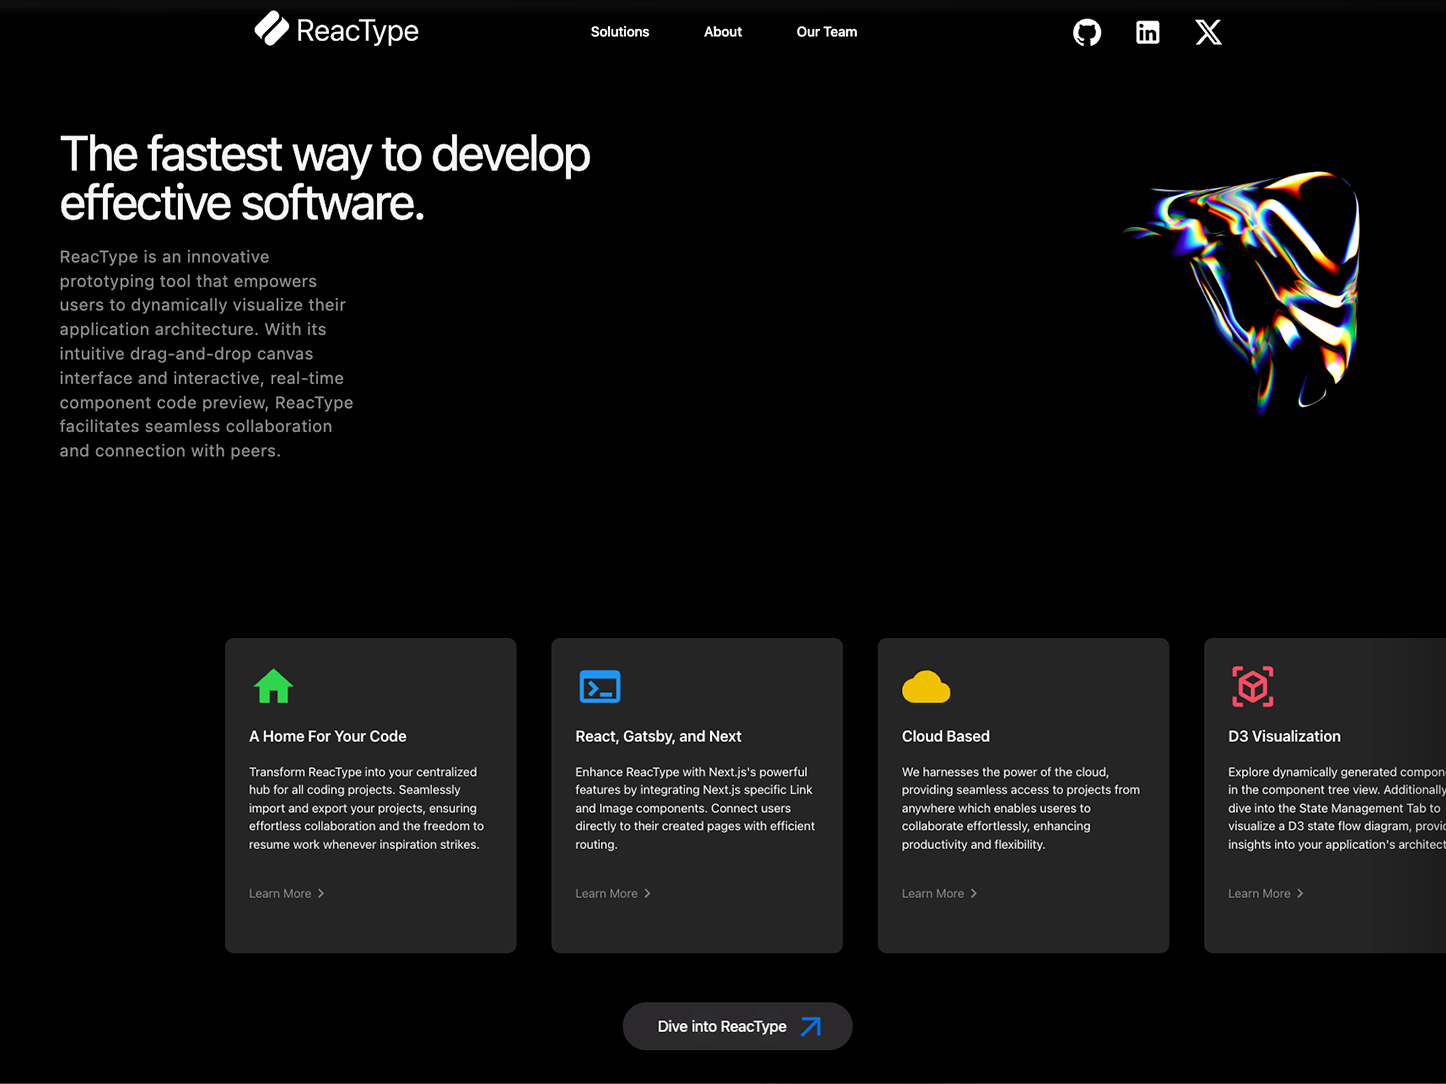 ReacType
Solutions
About
Our Team
The fastest way to develop
effective software.
ReacType is an innovative
prototyping tool that empowers
users to dynamically visualize their
application architecture. With its
intuitive drag-and-drop canvas
interface and interactive, real-time
component code preview, ReacType
facilitates seamless collaboration
and connection with peers.
A Home For Your Code
Transform ReacType into your centralized
hub for all coding projects. Seamlessly
import and export your projects, ensuring
effortless collaboration and the freedom to
resume work whenever inspiration strikes.
Learn More
React, Gatsby, and Next
Enhance ReacType with Next.js's powerful
features by integrating Next.js specific Link
and Image components. Connect users
directly to their created pages with efficient
routing.
Learn More
Cloud Based
We harnesses the power of the cloud,
providing seamless access to projects from
anywhere which enables useres to
collaborate effortlessly, enhancing
productivity and flexibility.
Learn More
D3 Visualization
Explore dynamically generated
in the component tree view. Additionally
dive into the State Management Tab to
visualize a D3 state flow diagram,
insights into your application's
Learn More
Dive into ReacType